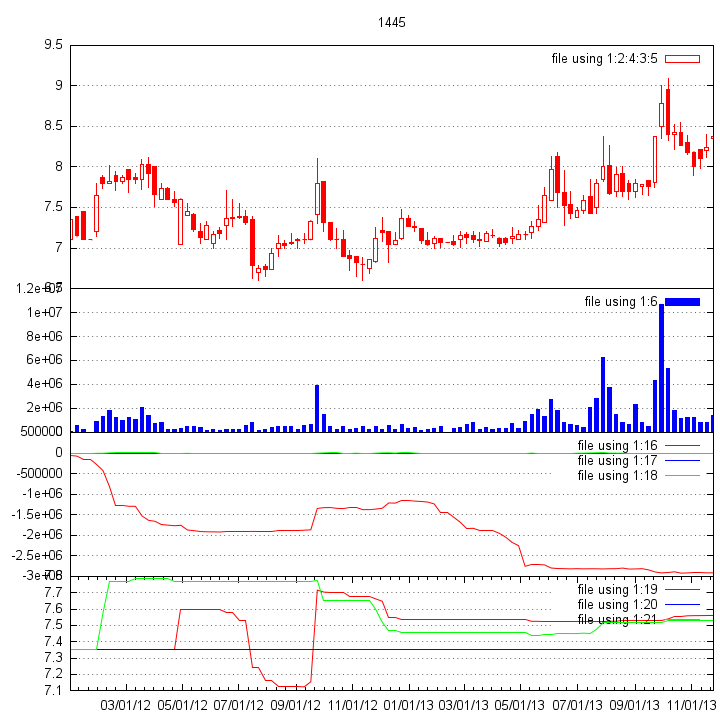 1445
9.5
file using 1:2:4:3:5
9
8.5
8
7.5
7
6.5
1.2e+07
file using 1:6
1e+07
8e+06
6e+06
4e+06
2e+06
500000
file using 1:16
0
file using 1:17
-500000
file using 1:18
-1e+06
-1.5e+06
-2e+06
-2.5e+06
-3e+06
7.8
7.7
file using 1:19
7.6
file using 1:20
7.5
file using 1:21
7.4
7.3
7.2
7.1
03/01/12 05/01/12 07/01/12 09/01/12 11/01/12 01/01/13 03/01/13 05/01/13 07/01/13 09/01/13 11/01/13